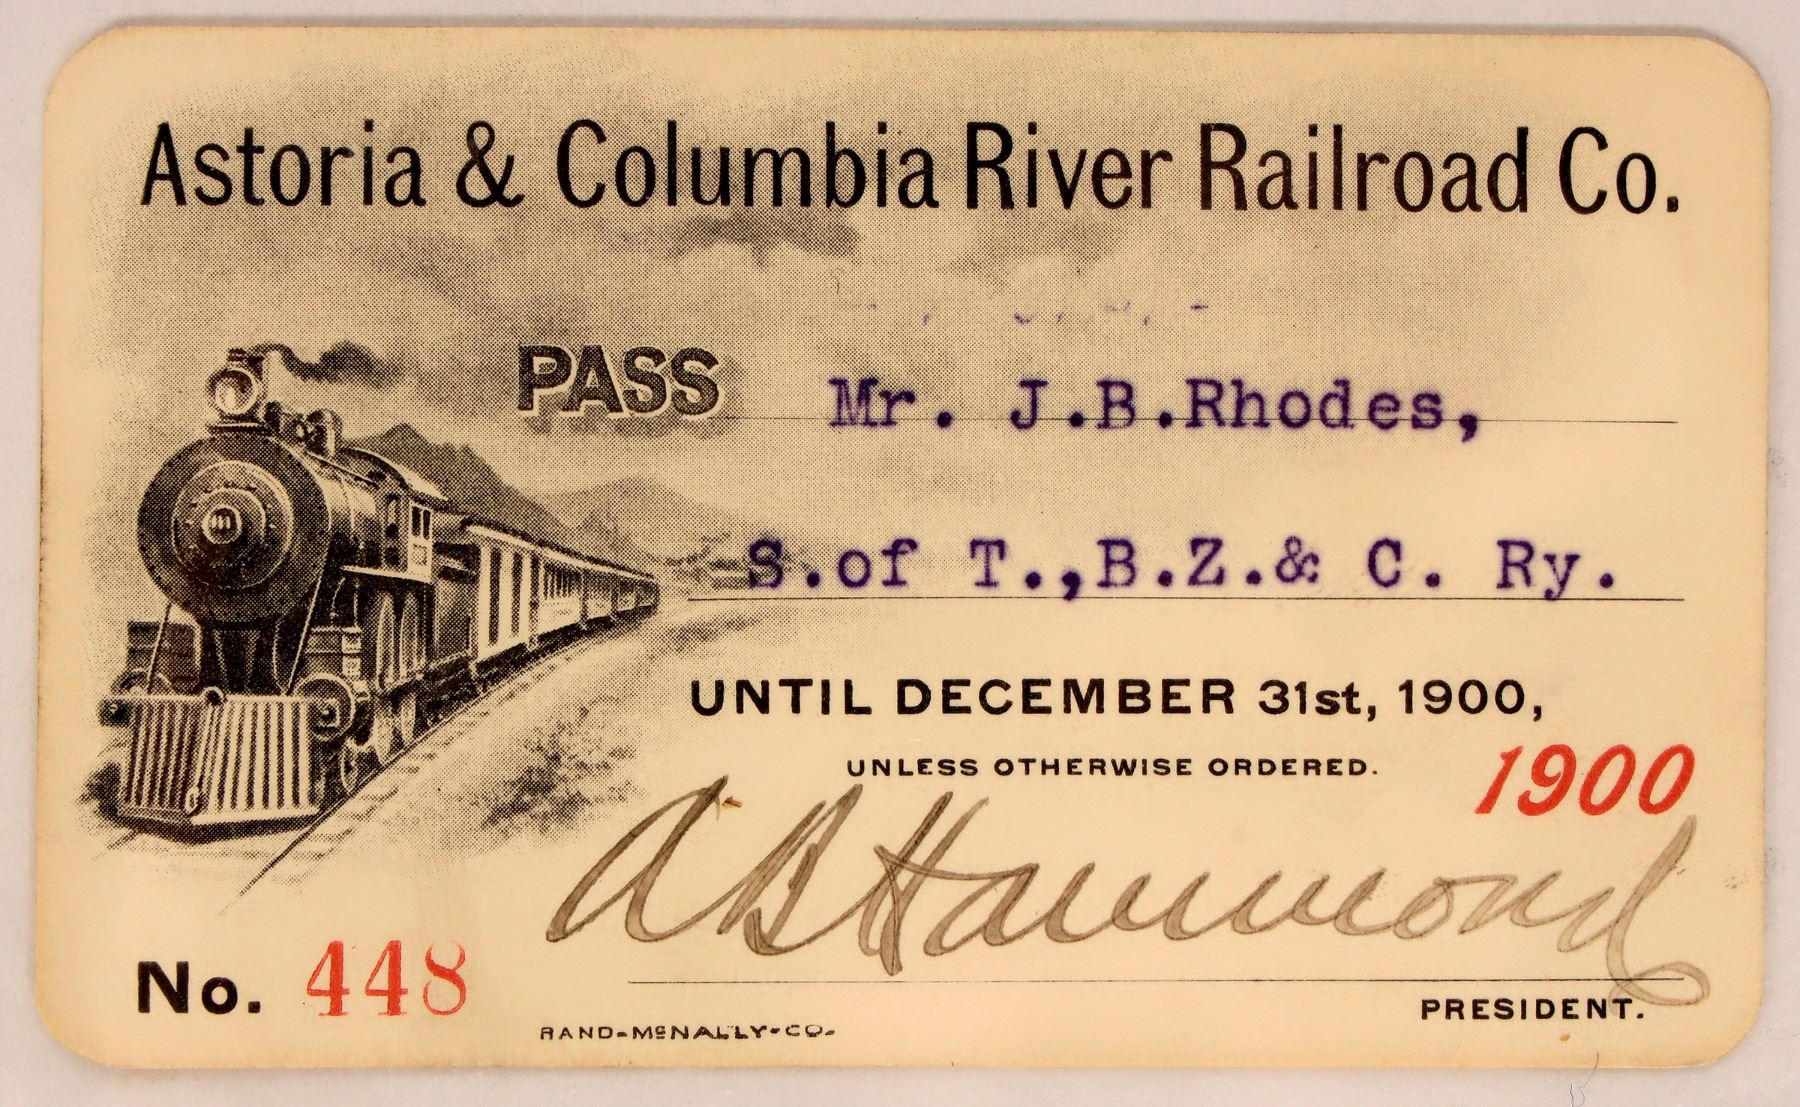 Astoria & Columbia River Railroad Co.
PASS Mr. J.B.Rhodes,
S.of T.,B.Z.& C. Ry.
UNTIL DECEMBER 31st, 1900,
UNLESS OTHERWISE ORDERED.
1900
A B Hammond
No. 448
PRESIDENT.
RAND-McNALLY-CO-